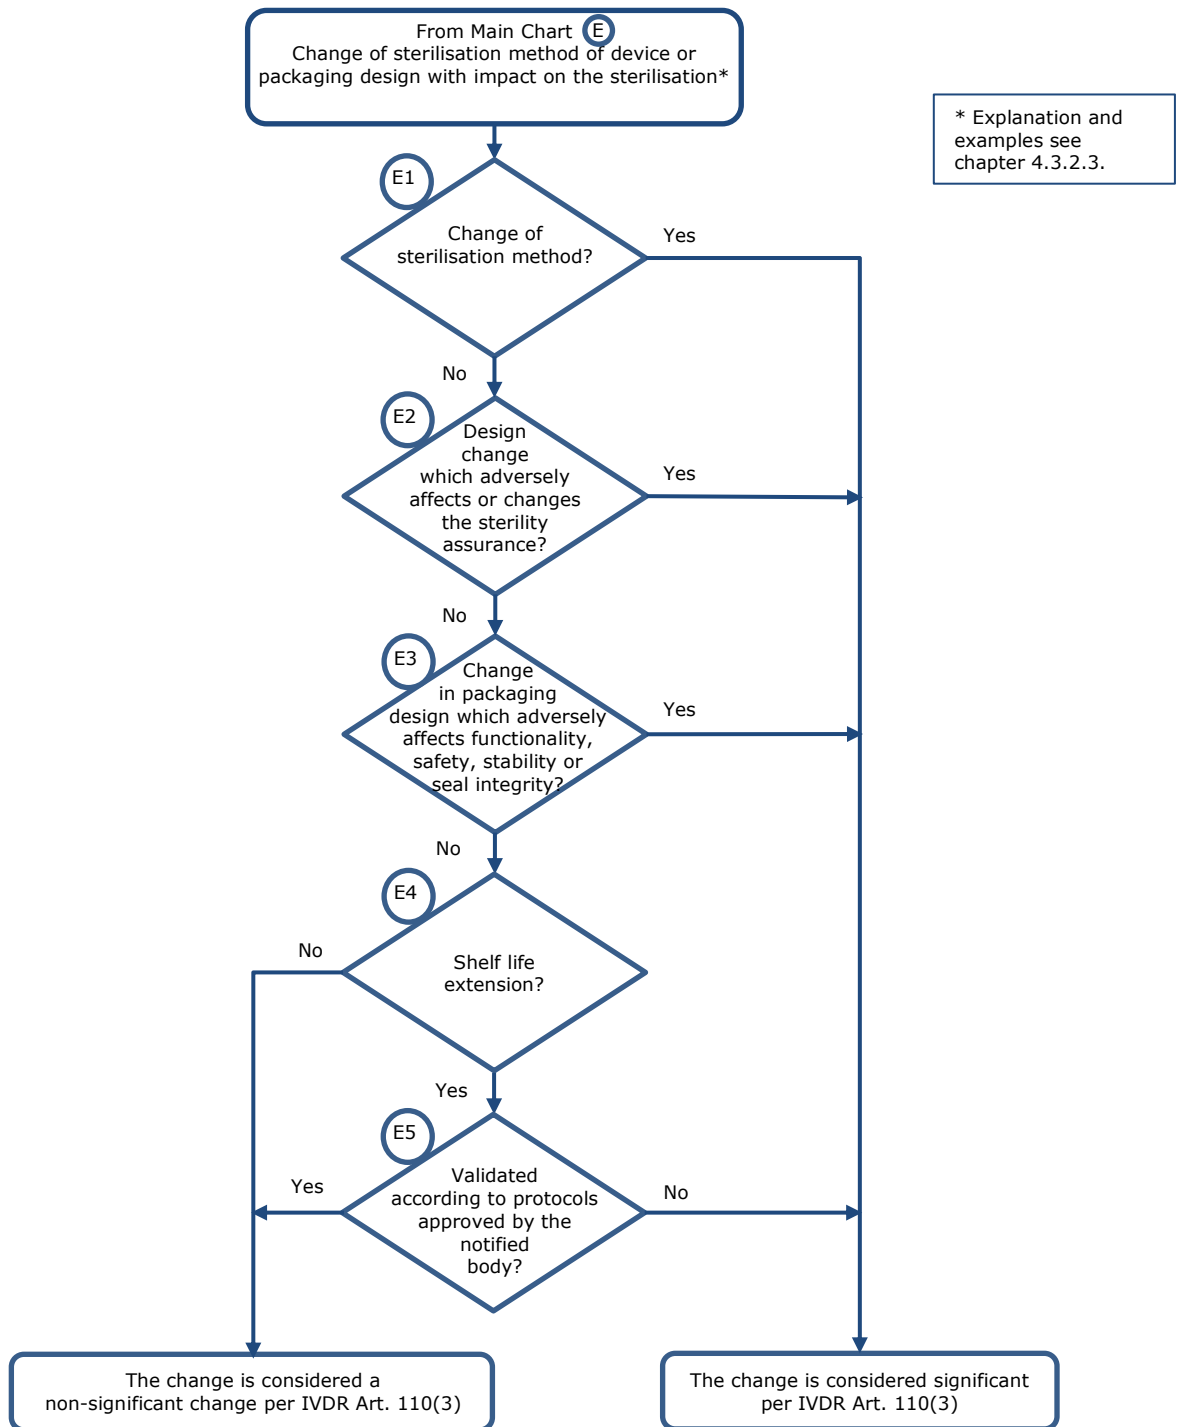 From Main Chart E
Change of sterilisation method of device or
packaging design with impact on the sterilisation*
* Explanation and
examples see
chapter 4.3.2.3.
E1
Change of
sterilisation method?
Yes
No
E2
Design
change
which adversely
affects or changes
the sterility
assurance?
Yes
No
E3
Change
in packaging
design which adversely
affects functionality,
safety, stability or
seal integrity?
Yes
No
E4
No
Shelf life
extension?
Yes
E5
Yes
Validated
according to protocols
approved by the
notified
body?
No
The change is considered a
non-significant change per IVDR Art. 110(3)
The change is considered significant
per IVDR Art. 110(3)